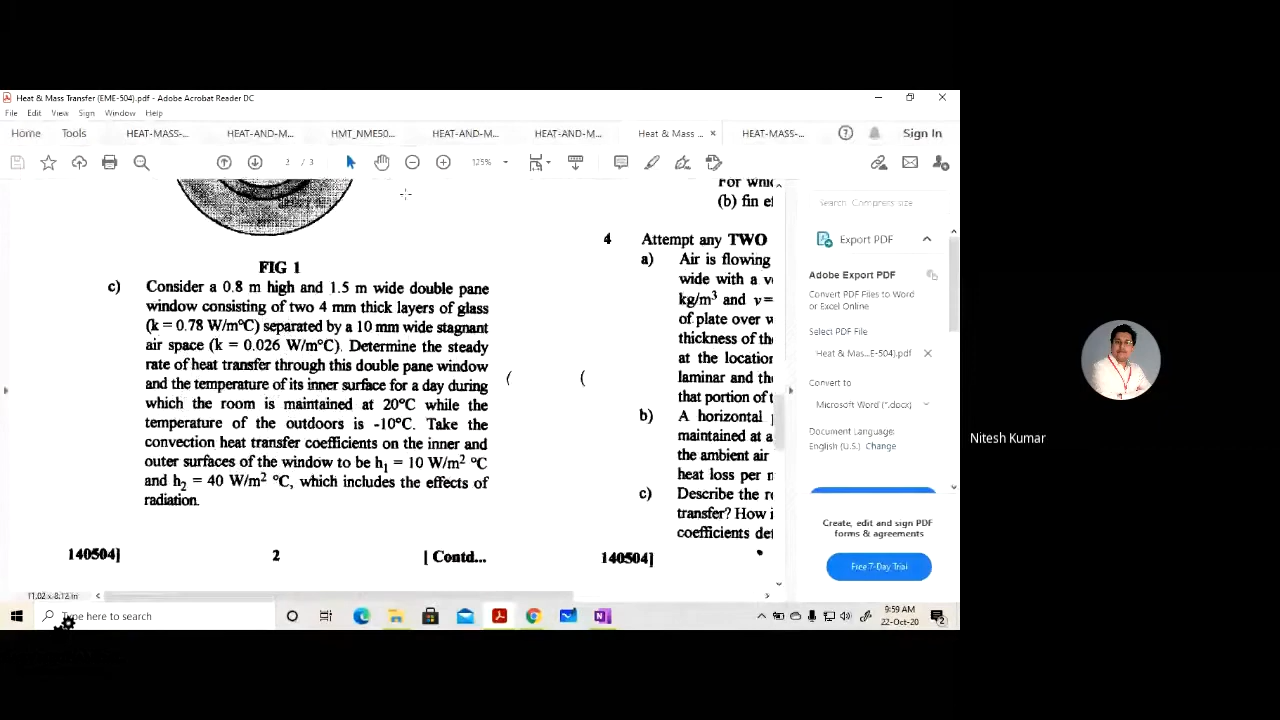 Heat & Mass Transfer (EME-504).pdf - Adobe Acrobat Reader DC
File Edit View Sign Window Help
Home Tools HEAT-MASS-... HEAT-AND-M... HMT_NME50... HEAT-AND-M... HEAT-AND-M... Heat & Mass ... × HEAT-MASS-... Sign In
2 / 3 125%
FIG 1
c) Consider a 0.8 m high and 1.5 m wide double pane
window consisting of two 4 mm thick layers of glass
(k = 0.78 W/m°C) separated by a 10 mm wide stagnant
air space (k = 0.026 W/m°C). Determine the steady
rate of heat transfer through this double pane window
and the temperature of its inner surface for a day during
which the room is maintained at 20°C while the
temperature of the outdoors is -10°C. Take the
convection heat transfer coefficients on the inner and
outer surfaces of the window to be h1 = 10 W/m² °C
and h2 = 40 W/m² °C, which includes the effects of
radiation.
140504] 2 [ Contd...
(b) fin
4 Attempt any TWO
a) Air is flowing
wide with a
kg/m³ and v=
of plate over
thickness of
at the location
laminar and
that portion of
b) A horizontal
maintained at a
the ambient air
heat loss per
c) Describe the
transfer? How
coefficients
140504]
Export PDF
Adobe Export PDF
Convert PDF Files to Word
or Excel Online
Select PDF File
Heat & Mas...E-504).pdf ×
Convert to
Microsoft Word (*.docx)
Document Language:
English (U.S.) Change
Create, edit and sign PDF
forms & agreements
Free 7-Day Trial
11.02 x 8.12 in
Type here to search
9:59 AM
22-Oct-20
2
Nitesh Kumar